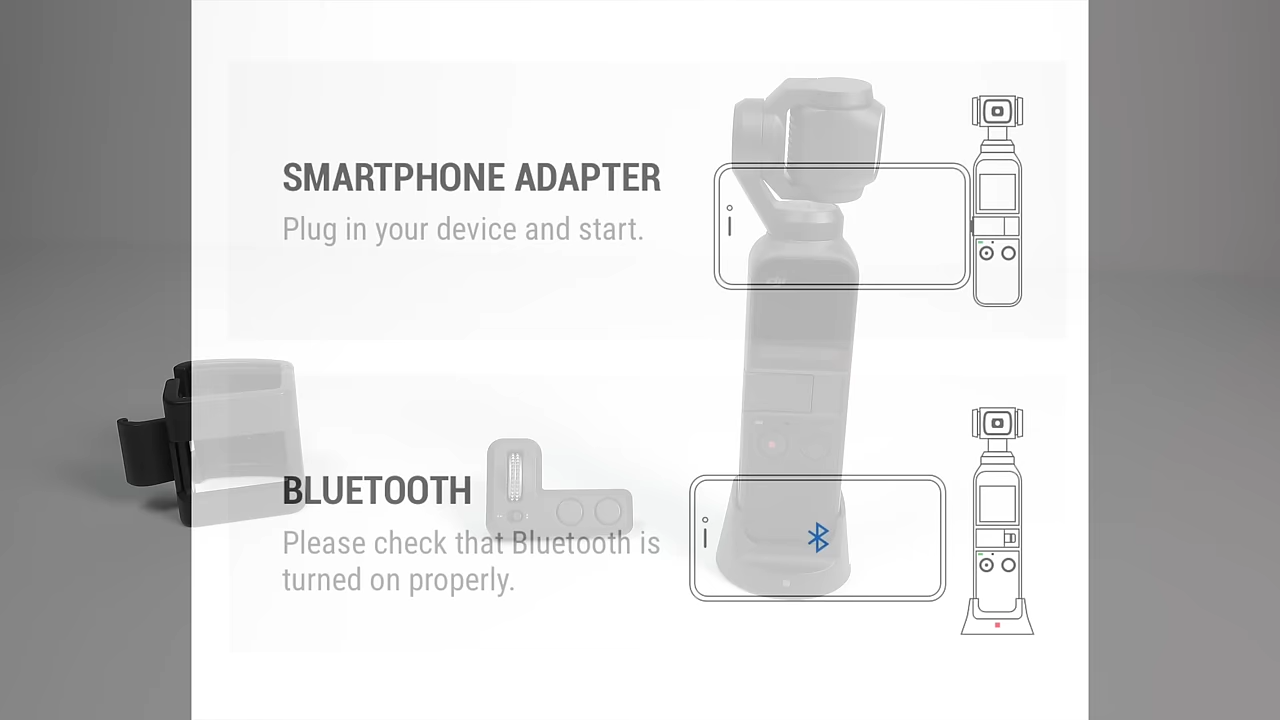 SMARTPHONE ADAPTER
Plug in your device and start.
BLUETOOTH
Please check that Bluetooth is
turned on properly.